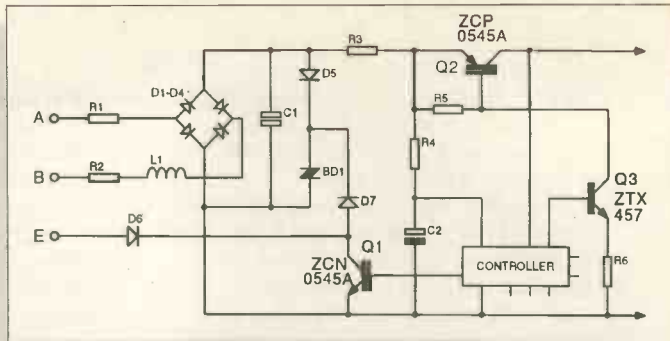 ZCP
0545A
R3
Q2
D1-D4
D5
R5
R1
A
C1
R4
R2
L1
B
BD1
D7
Q3
ZTX
457
D6
C2
E
Q1
ZCN
0545A
CONTROLLER
R6